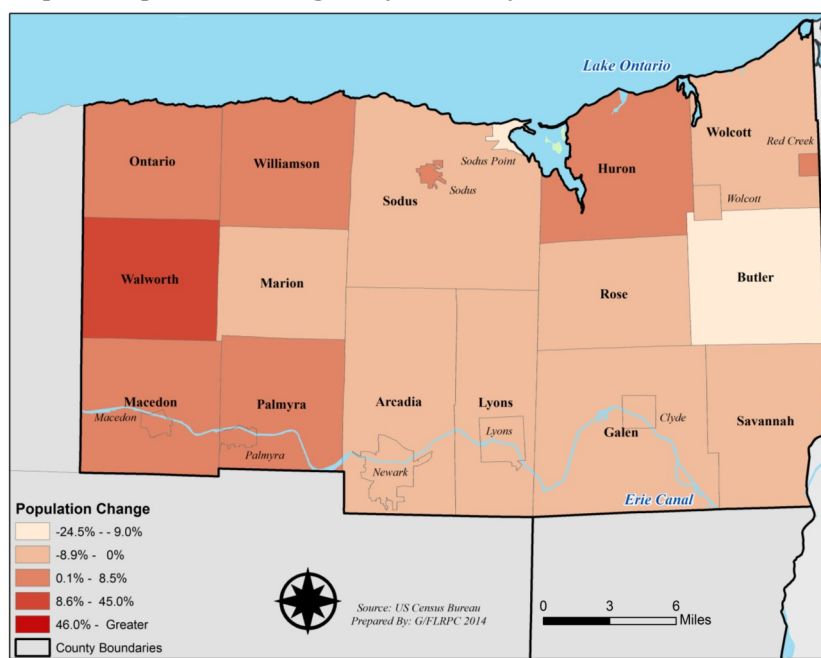 Lake Ontario
Wolcott
Red Creek
Ontario
Williamson
Sodus Point
Huron
Sodus
Sodus
Wolcott
Walworth
Marion
Rose
Butler
Macedon
Macedon
Palmyra
Palmyra
Arcadia
Newark
Lyons
Lyons
Galen
Clyde
Savannah
Erie Canal
Population Change
-24.5% - - 9.0%
-8.9% - 0%
0.1% - 8.5%
8.6% - 45.0%
46.0% - Greater
County Boundaries
Source: US Census Bureau
Prepared By: G/FLRPC 2014
0 3 6
Miles